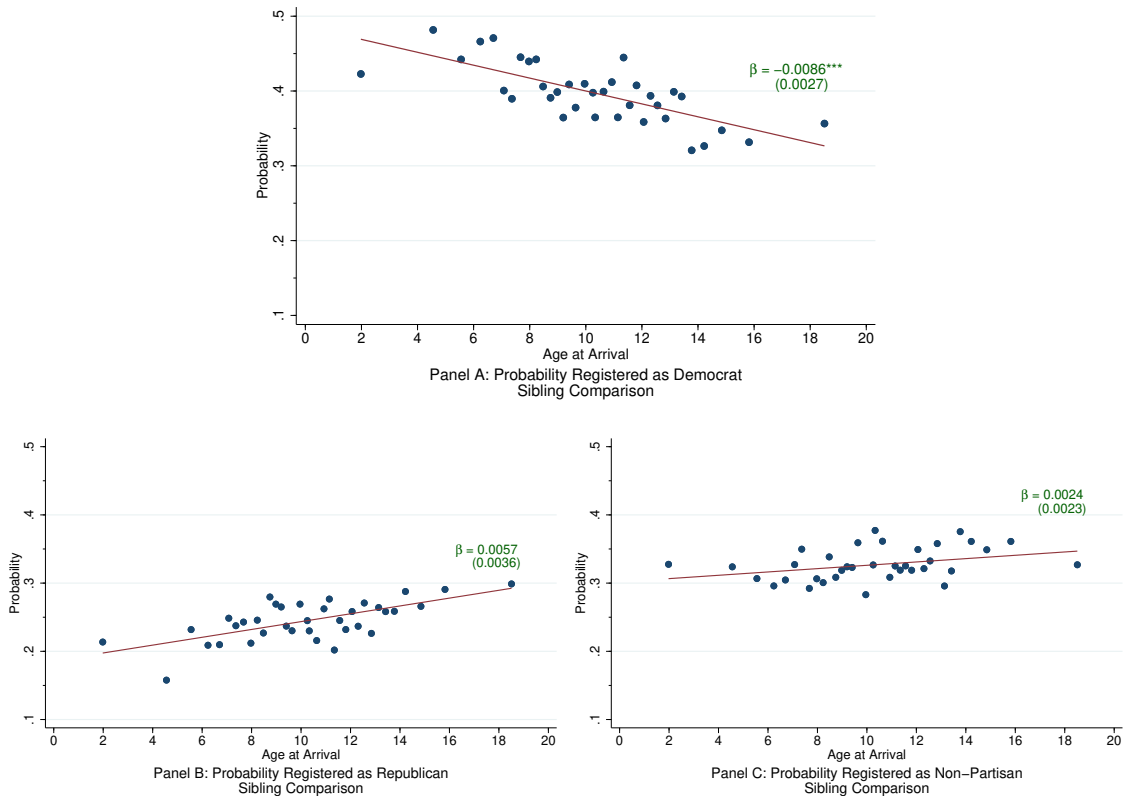 .5
.4
.3
.2
.1
Probability
β = −0.0086***
(0.0027)
0 2 4 6 8 10 12 14 16 18 20
Age at Arrival
Panel A: Probability Registered as Democrat
Sibling Comparison
.5
.4
.3
.2
.1
Probability
β = 0.0057
(0.0036)
0 2 4 6 8 10 12 14 16 18 20
Age at Arrival
Panel B: Probability Registered as Republican
Sibling Comparison
.5
.4
.3
.2
.1
Probability
β = 0.0024
(0.0023)
0 2 4 6 8 10 12 14 16 18 20
Age at Arrival
Panel C: Probability Registered as Non−Partisan
Sibling Comparison